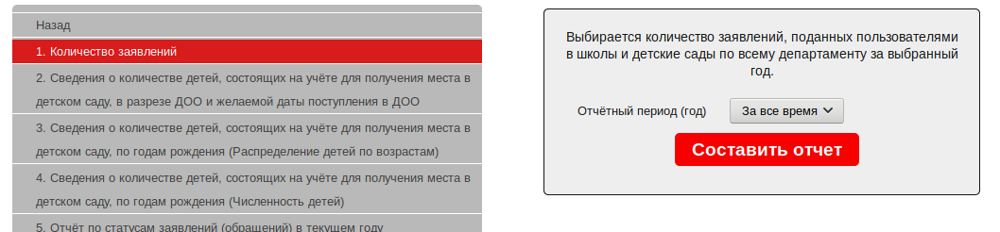 Назад
1. Количество заявлений
2. Сведения о количестве детей, состоящих на учёте для получения места в
детском саду, в разрезе ДОО и желаемой даты поступления в ДОО
3. Сведения о количестве детей, состоящих на учёте для получения места в
детском саду, по годам рождения (Распределение детей по возрастам)
4. Сведения о количестве детей, состоящих на учёте для получения места в
детском саду, по годам рождения (Численность детей)
5. Отчёт по статусам заявлений (обращений) в текущем году
Выбирается количество заявлений, поданных пользователями
в школы и детские сады по всему департаменту за выбранный
год.
Отчётный период (год) За все время
Составить отчет